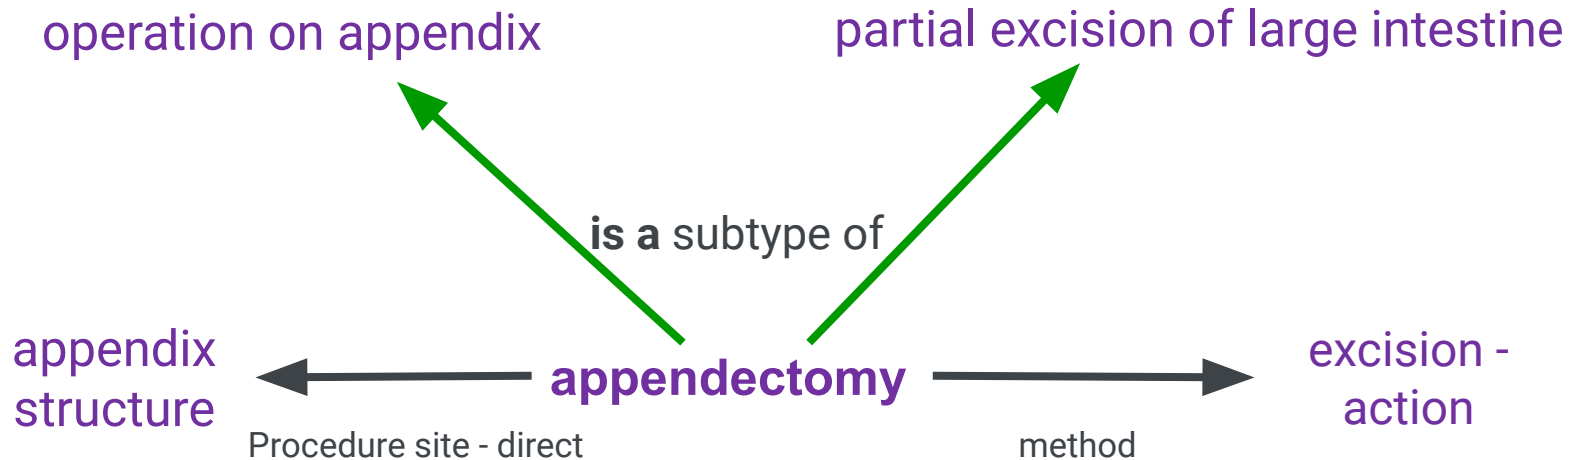 operation on appendix
partial excision of large intestine
is a subtype of
appendix
structure
appendectomy
excision -
action
Procedure site - direct
method